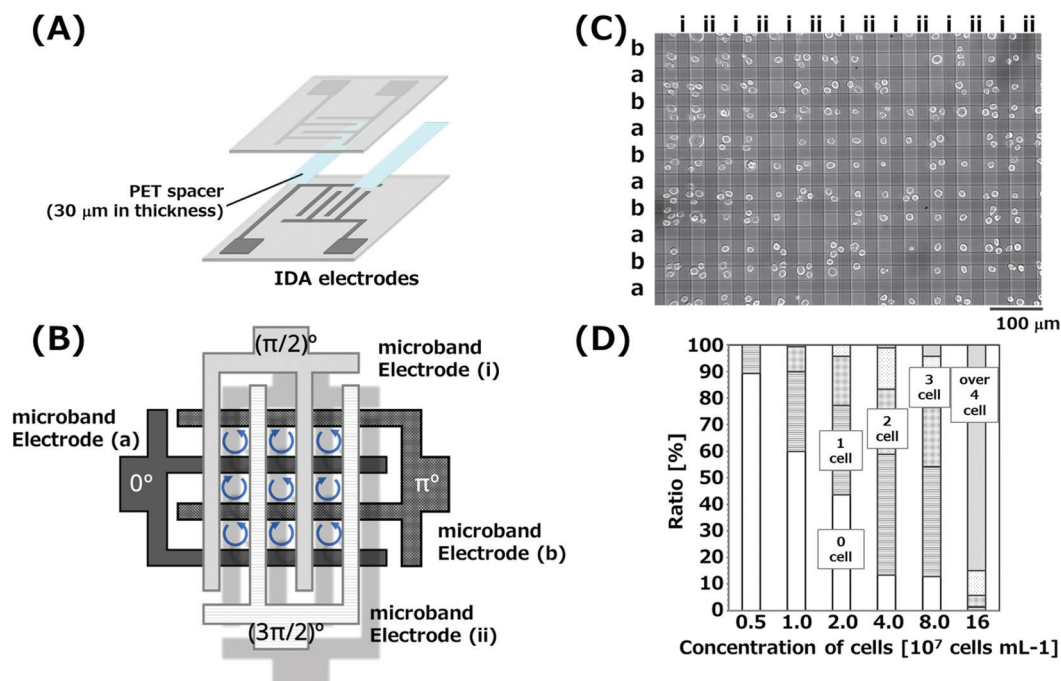 (A)
PET spacer
(30 μm in thickness)
IDA electrodes
(B)
(π/2)°
microband
Electrode (i)
microband
Electrode (a)
0°
π°
microband
Electrode (b)
microband
Electrode (ii)
(3π/2)°
(C)
i ii i ii i ii i ii i ii i ii i ii
b
a
b
a
b
a
b
a
b
a
100 μm
(D)
Ratio [%]
100
90
80
70
60
50
40
30
20
10
0
0 cell
1 cell
2 cell
3 cell
over 4 cell
0.5 1.0 2.0 4.0 8.0 16
Concentration of cells [10⁷ cells mL-1]